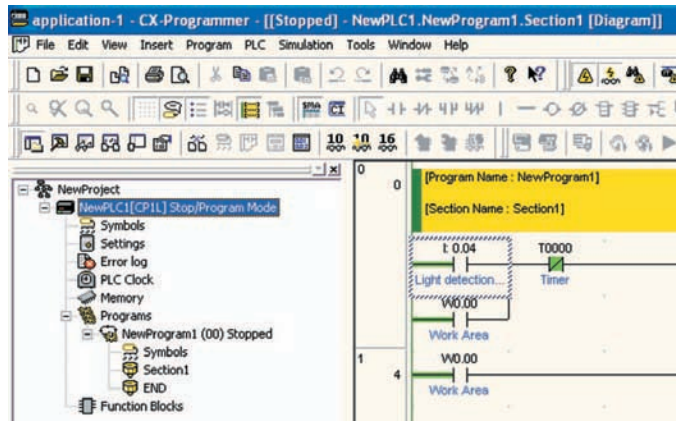 application-1 - CX-Programmer - [[Stopped] - NewPLC1.NewProgram1.Section1 [Diagram]]
File Edit View Insert Program PLC Simulation Tools Window Help
10 10 16
NewProject
NewPLC1[CP1L] Stop/Program Mode
Symbols
Settings
Error log
PLC Clock
Memory
Programs
NewProgram1 (00) Stopped
Symbols
Section1
END
Function Blocks
0
0
[Program Name : NewProgram1]
[Section Name : Section1]
I: 0.04
T0000
Light detection...
Timer
W0.00
Work Area
1
4
W0.00
Work Area